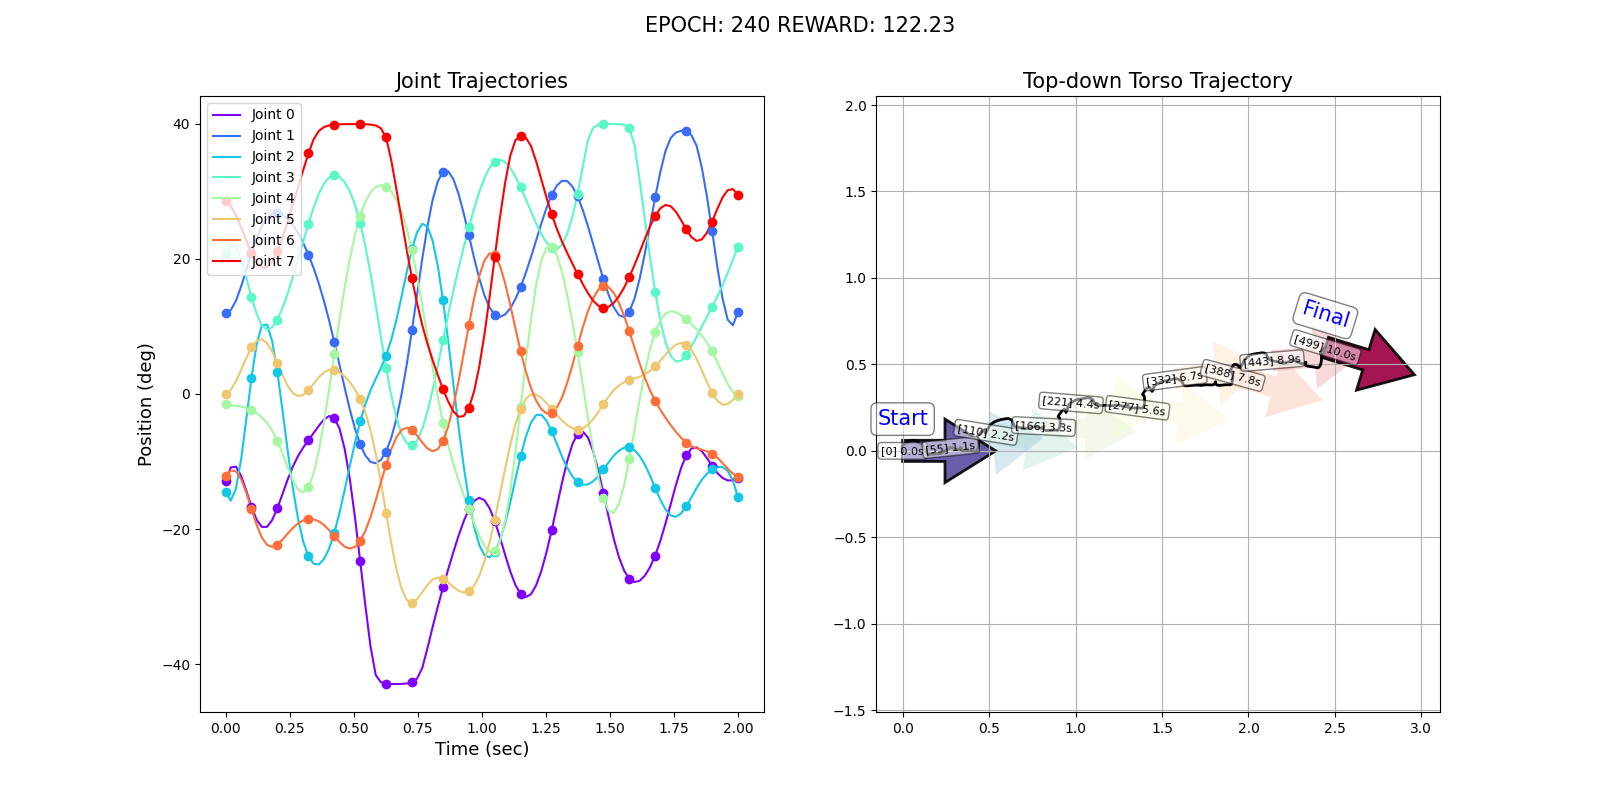 EPOCH: 240 REWARD: 122.23
Joint Trajectories
40
20
0
−20
−40
Position (deg)
Joint 0
Joint 1
Joint 2
Joint 3
Joint 4
Joint 5
Joint 6
Joint 7
0.00 0.25 0.50 0.75 1.00 1.25 1.50 1.75 2.00
Time (sec)
Top-down Torso Trajectory
2.0
1.5
1.0
0.5
0.0
−0.5
−1.0
−1.5
Start
Final
[0] 0.0s
[55] 1.1s
[110] 2.2s
[166] 3.3s
[221] 4.4s
[277] 5.6s
[332] 6.7s
[388] 7.8s
[443] 8.9s
[499] 10.0s
0.0 0.5 1.0 1.5 2.0 2.5 3.0